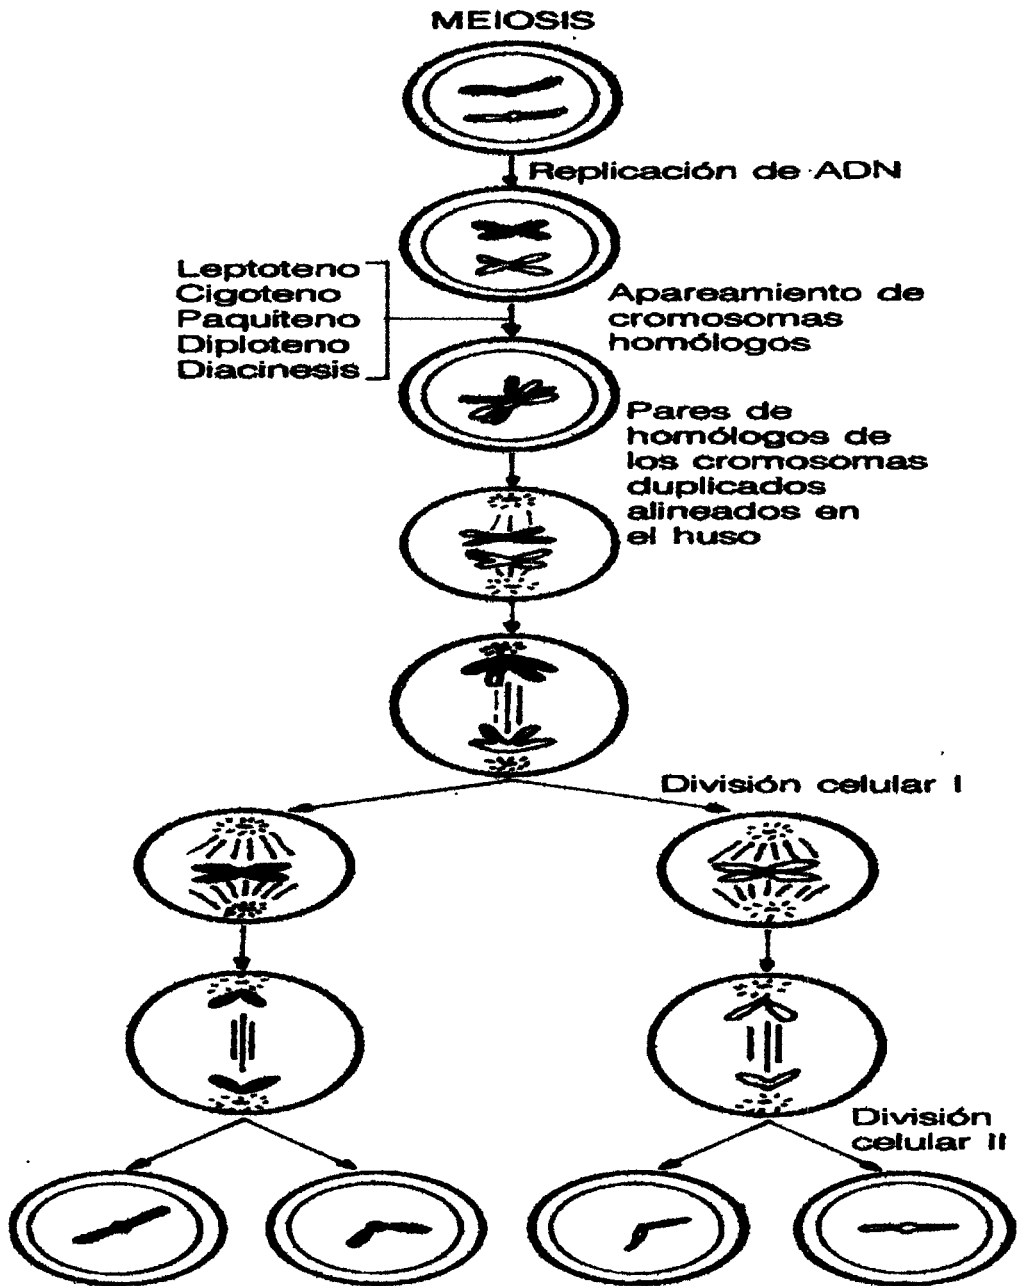 MEIOSIS
Replicación de ADN
Leptoteno
Cigoteno
Paquiteno
Diploteno
Diacinesis
Apareamiento de
cromosomas
homólogos
Pares de
homólogos de
los cromosomas
duplicados
alineados en
el huso
División celular I
División
celular II